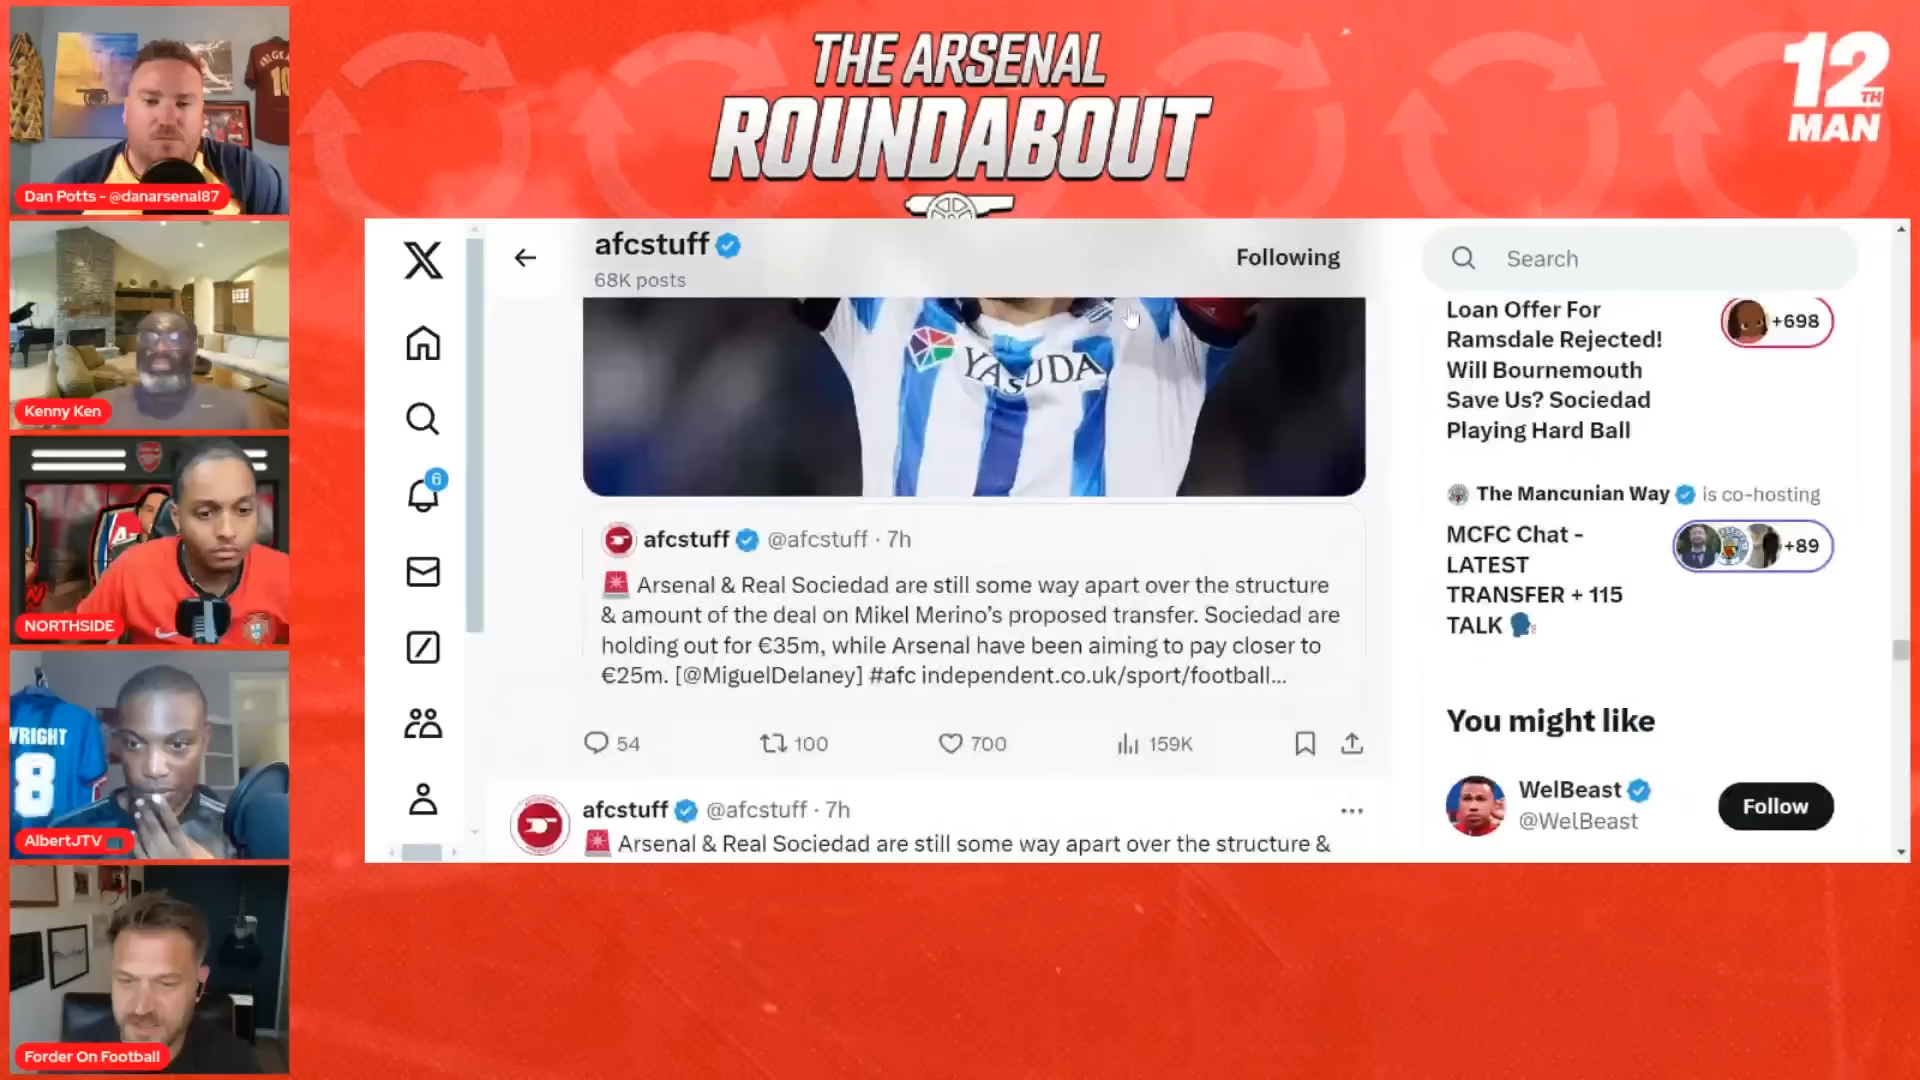 THE ARSENAL
ROUNDABOUT
12TH
MAN
Dan Potts - @danarsenal87
Kenny Ken
NORTHSIDE
WRIGHT
8
AlbertJTV
Forder On Football
afcstuff
68K posts
Following
Search
YASUDA
6
afcstuff @afcstuff · 7h
🚨 Arsenal & Real Sociedad are still some way apart over the structure
& amount of the deal on Mikel Merino’s proposed transfer. Sociedad are
holding out for €35m, while Arsenal have been aiming to pay closer to
€25m. [@MiguelDelaney] #afc independent.co.uk/sport/football...
54
100
700
159K
afcstuff @afcstuff · 7h
🚨 Arsenal & Real Sociedad are still some way apart over the structure &
Loan Offer For
Ramsdale Rejected!
Will Bournemouth
Save Us? Sociedad
Playing Hard Ball
+698
The Mancunian Way is co-hosting
MCFC Chat -
LATEST
TRANSFER + 115
TALK 🗣
+89
You might like
WelBeast
@WelBeast
Follow